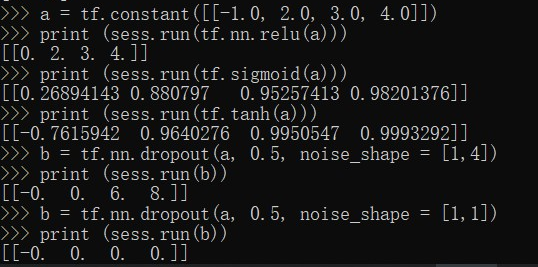 >>> a = tf.constant([[-1.0, 2.0, 3.0, 4.0]])
>>> print (sess.run(tf.nn.relu(a)))
[[0. 2. 3. 4.]]
>>> print (sess.run(tf.sigmoid(a)))
[[0.26894143 0.880797   0.95257413 0.98201376]]
>>> print (sess.run(tf.tanh(a)))
[[-0.7615942  0.9640276  0.9950547  0.9993292]]
>>> b = tf.nn.dropout(a, 0.5, noise_shape = [1,4])
>>> print (sess.run(b))
[[-0.  0.  6.  8.]]
>>> b = tf.nn.dropout(a, 0.5, noise_shape = [1,1])
>>> print (sess.run(b))
[[-0.  0.  0.  0.]]